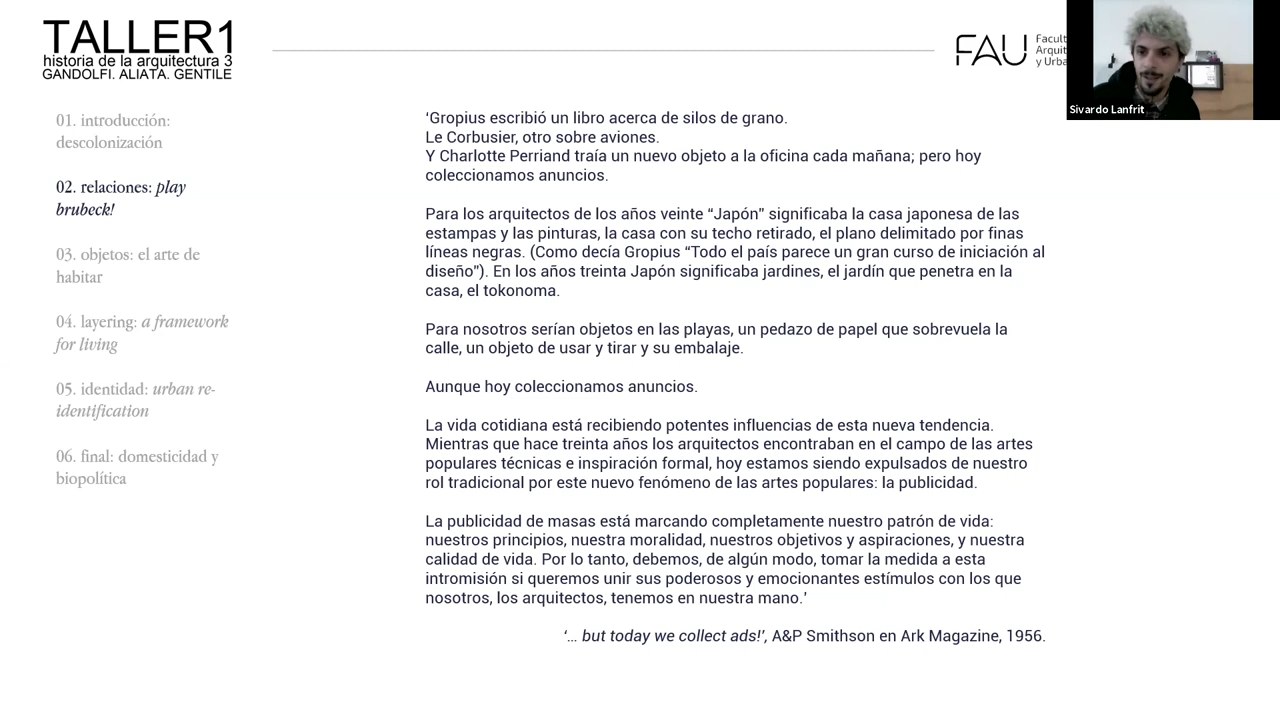 TALLER1
historia de la arquitectura 3
GANDOLFI. ALIATA. GENTILE
FAU
Facult
Arquit
y Urba
Sivardo Lanfrit
01. introducción:
descolonización
02. relaciones: play
brubeck!
03. objetos: el arte de
habitar
04. layering: a framework
for living
05. identidad: urban re-
identification
06. final: domesticidad y
biopolítica
‘Gropius escribió un libro acerca de silos de grano.
Le Corbusier, otro sobre aviones.
Y Charlotte Perriand traía un nuevo objeto a la oficina cada mañana; pero hoy
coleccionamos anuncios.
Para los arquitectos de los años veinte “Japón” significaba la casa japonesa de las
estampas y las pinturas, la casa con su techo retirado, el plano delimitado por finas
líneas negras. (Como decía Gropius “Todo el país parece un gran curso de iniciación al
diseño”). En los años treinta Japón significaba jardines, el jardín que penetra en la
casa, el tokonoma.
Para nosotros serían objetos en las playas, un pedazo de papel que sobrevuela la
calle, un objeto de usar y tirar y su embalaje.
Aunque hoy coleccionamos anuncios.
La vida cotidiana está recibiendo potentes influencias de esta nueva tendencia.
Mientras que hace treinta años los arquitectos encontraban en el campo de las artes
populares técnicas e inspiración formal, hoy estamos siendo expulsados de nuestro
rol tradicional por este nuevo fenómeno de las artes populares: la publicidad.
La publicidad de masas está marcando completamente nuestro patrón de vida:
nuestros principios, nuestra moralidad, nuestros objetivos y aspiraciones, y nuestra
calidad de vida. Por lo tanto, debemos, de algún modo, tomar la medida a esta
intromisión si queremos unir sus poderosos y emocionantes estímulos con los que
nosotros, los arquitectos, tenemos en nuestra mano.’
‘… but today we collect ads!’, A&P Smithson en Ark Magazine, 1956.